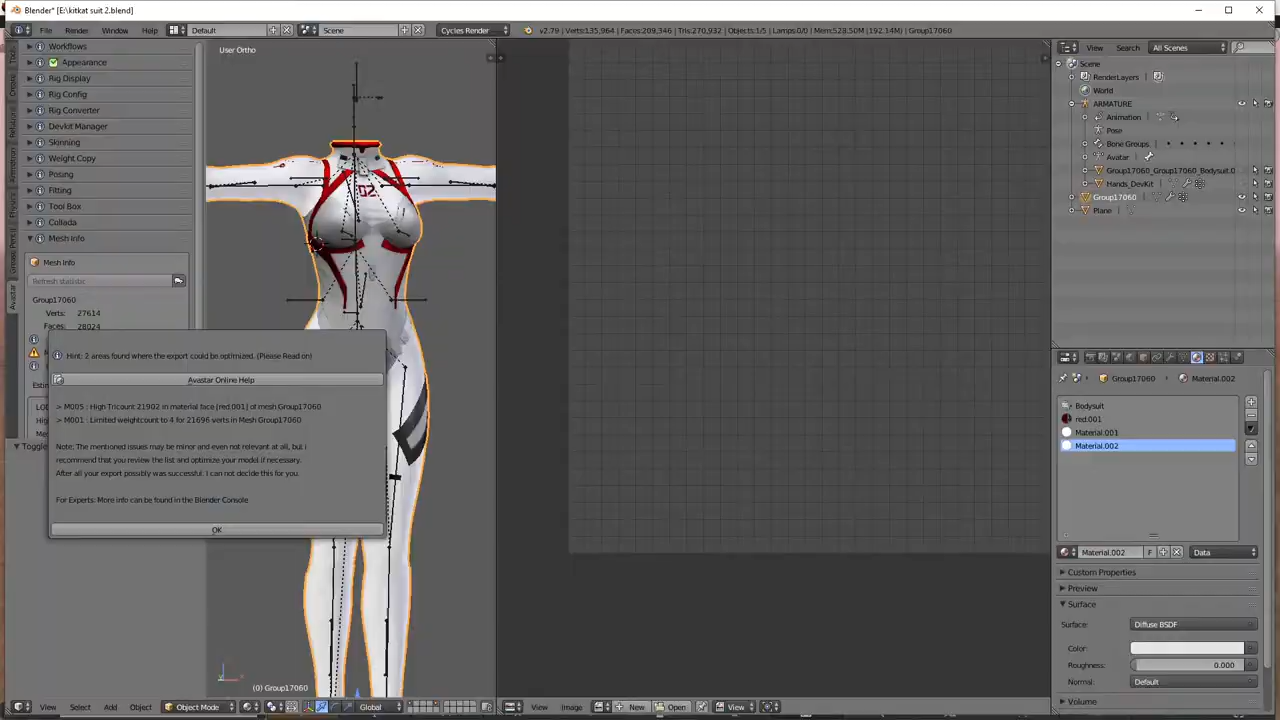 Blender* [E:\kitkat suit 2.blend]
File Render Window Help Default Scene Cycles Render v2.79 | Verts:135,964 | Faces:209,346 | Tris:270,932 | Objects:1/5 | Lamps:0/0 | Mem:528.50M (192.14M) | Group17060
Workflows
Appearance
Rig Display
Rig Config
Rig Converter
Devkit Manager
Skinning
Weight Copy
Posing
Fitting
Tool Box
Collada
Mesh Info
Mesh Info
Refresh statistic
Group17060
Verts: 27614
Faces: 28024
Toggle
User Ortho
02
Hint: 2 areas found where the export could be optimized. (Please Read on)
Avastar Online Help
> M005 : High Tricount 21902 in material face [red.001] of mesh Group17060
> M001 : Limited weightcount to 4 for 21696 verts in Mesh Group17060
Note: The mentioned issues may be minor and even not relevant at all, but i
recommend that you review the list and optimize your model if necessary.
After all your export possibly was successful. I can not decide this for you.
For Experts: More info can be found in the Blender Console
OK
(0) Group17060
View Select Add Object Object Mode Global
View Image New Open View
View Search All Scenes
Scene
RenderLayers
World
ARMATURE
Animation
Pose
Bone Groups
Avatar
Group17060_Group17060_Bodysuit.0
Hands_DevKit
Group17060
Plane
Group17060 Material.002
Bodysuit
red.001
Material.001
Material.002
Material.002 F Data
Custom Properties
Preview
Surface
Surface: Diffuse BSDF
Color:
Roughness: 0.000
Normal: Default
Volume